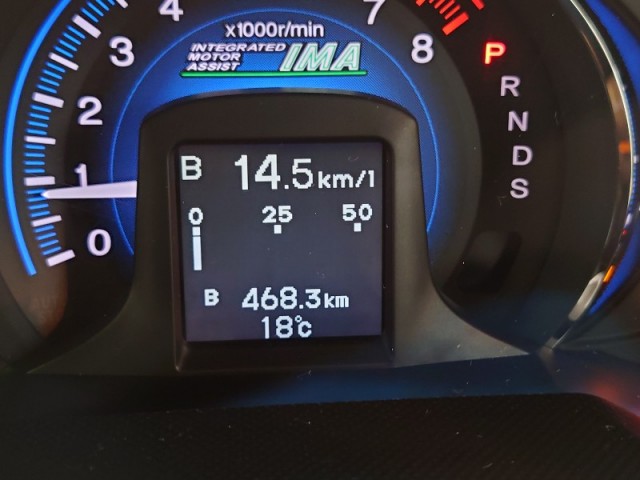 x1000r/min
INTEGRATED
MOTOR
ASSIST
IMA
0
1
2
3
4
7
8
P
R
N
D
S
B 14.5km/l
0 25 50
B 468.3km
18°c